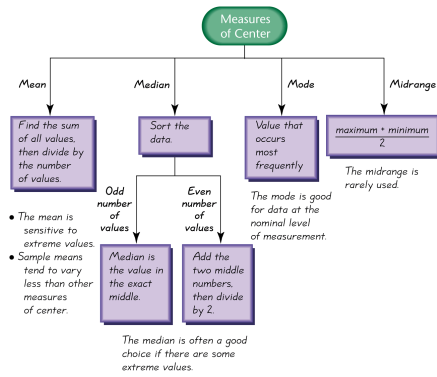 Measures
of Center
Mean
Median
Mode
Midrange
Find the sum
of all values,
then divide by
the number
of values.
Sort the
data.
Value that
occurs
most
frequently
maximum + minimum
2
The midrange is
rarely used.
The mode is good
for data at the
nominal level
of measurement.
• The mean is
sensitive to
extreme values.
• Sample means
tend to vary
less than other
measures
of center.
Odd
number
of values
Even
number
of values
Median is
the value in
the exact
middle.
Add the
two middle
numbers,
then divide
by 2.
The median is often a good
choice if there are some
extreme values.